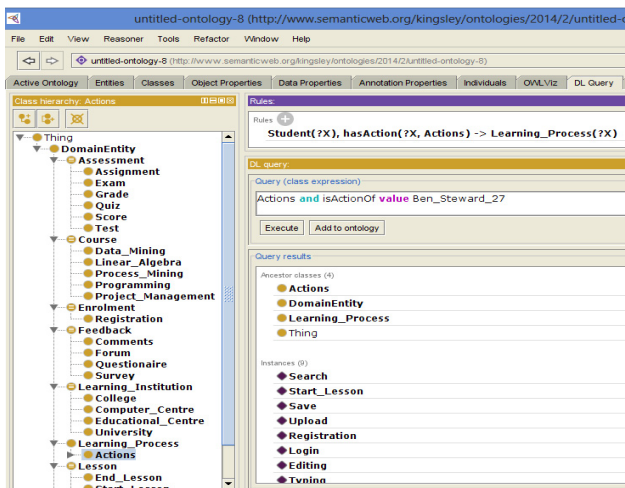 untitled-ontology-8 (http://www.semanticweb.org/kingsley/ontologies/2014/2/untitled-o
File Edit View Reasoner Tools Refactor Window Help
untitled-ontology-8 (http://www.semanticweb.org/kingsley/ontologies/2014/2/untitled-ontology-8)
Active Ontology Entities Classes Object Properties Data Properties Annotation Properties Individuals OWLViz DL Query
Class hierarchy: Actions
Thing
DomainEntity
Assessment
Assignment
Exam
Grade
Quiz
Score
Test
Course
Data_Mining
Linear_Algebra
Process_Mining
Programming
Project_Management
Enrolment
Registration
Feedback
Comments
Forum
Questionaire
Survey
Learning_Institution
College
Computer_Centre
Educational_Centre
University
Learning_Process
Actions
Lesson
End_Lesson
Start_Lesson
Rules:
Rules
Student(?X), hasAction(?X, Actions) -> Learning_Process(?X)
DL query:
Query (class expression)
Actions and isActionOf value Ben_Steward_27
Execute Add to ontology
Query results
Ancestor classes (4)
Actions
DomainEntity
Learning_Process
Thing
Instances (9)
Search
Start_Lesson
Save
Upload
Registration
Login
Editing
Typing